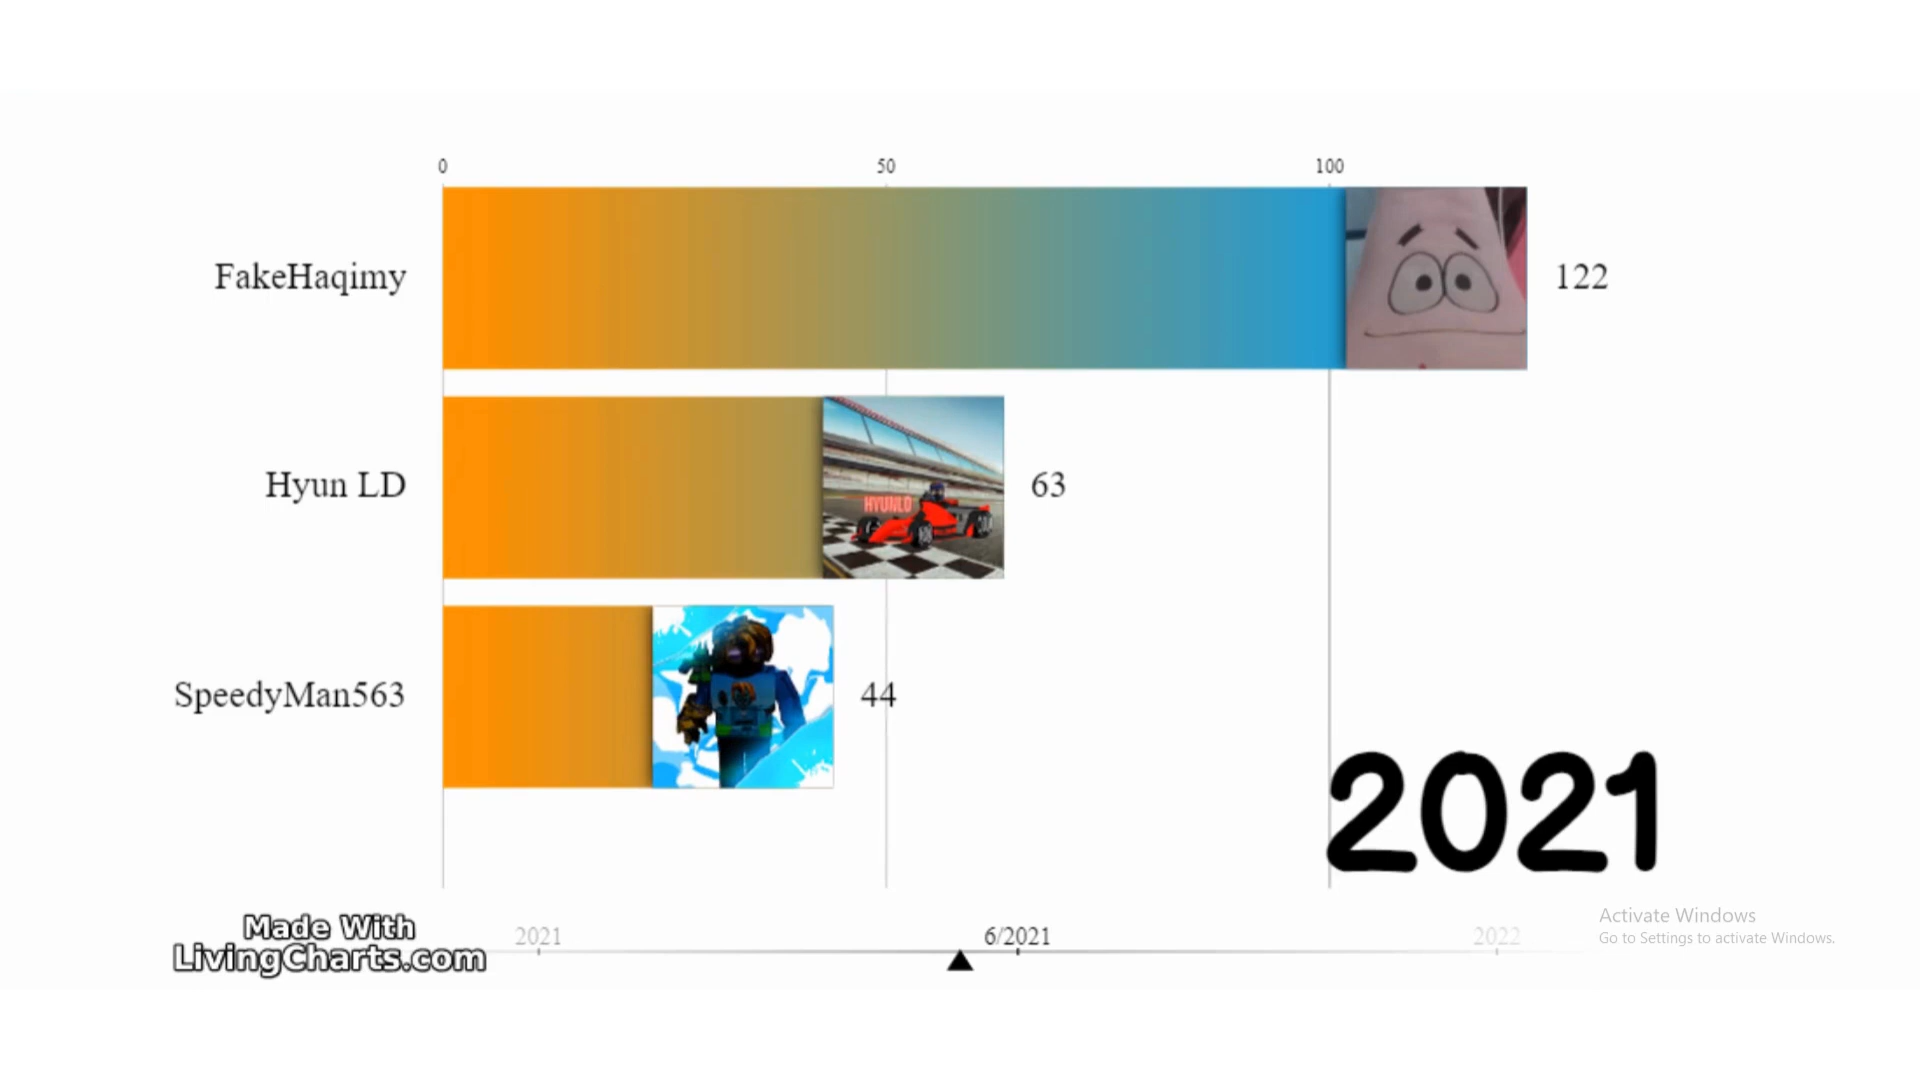 0 50 100
FakeHaqimy 122
Hyun LD 63
HYUNLD
SpeedyMan563 44
2021
Made With
LivingCharts.com
2021 6/2021 2022
Activate Windows
Go to Settings to activate Windows.